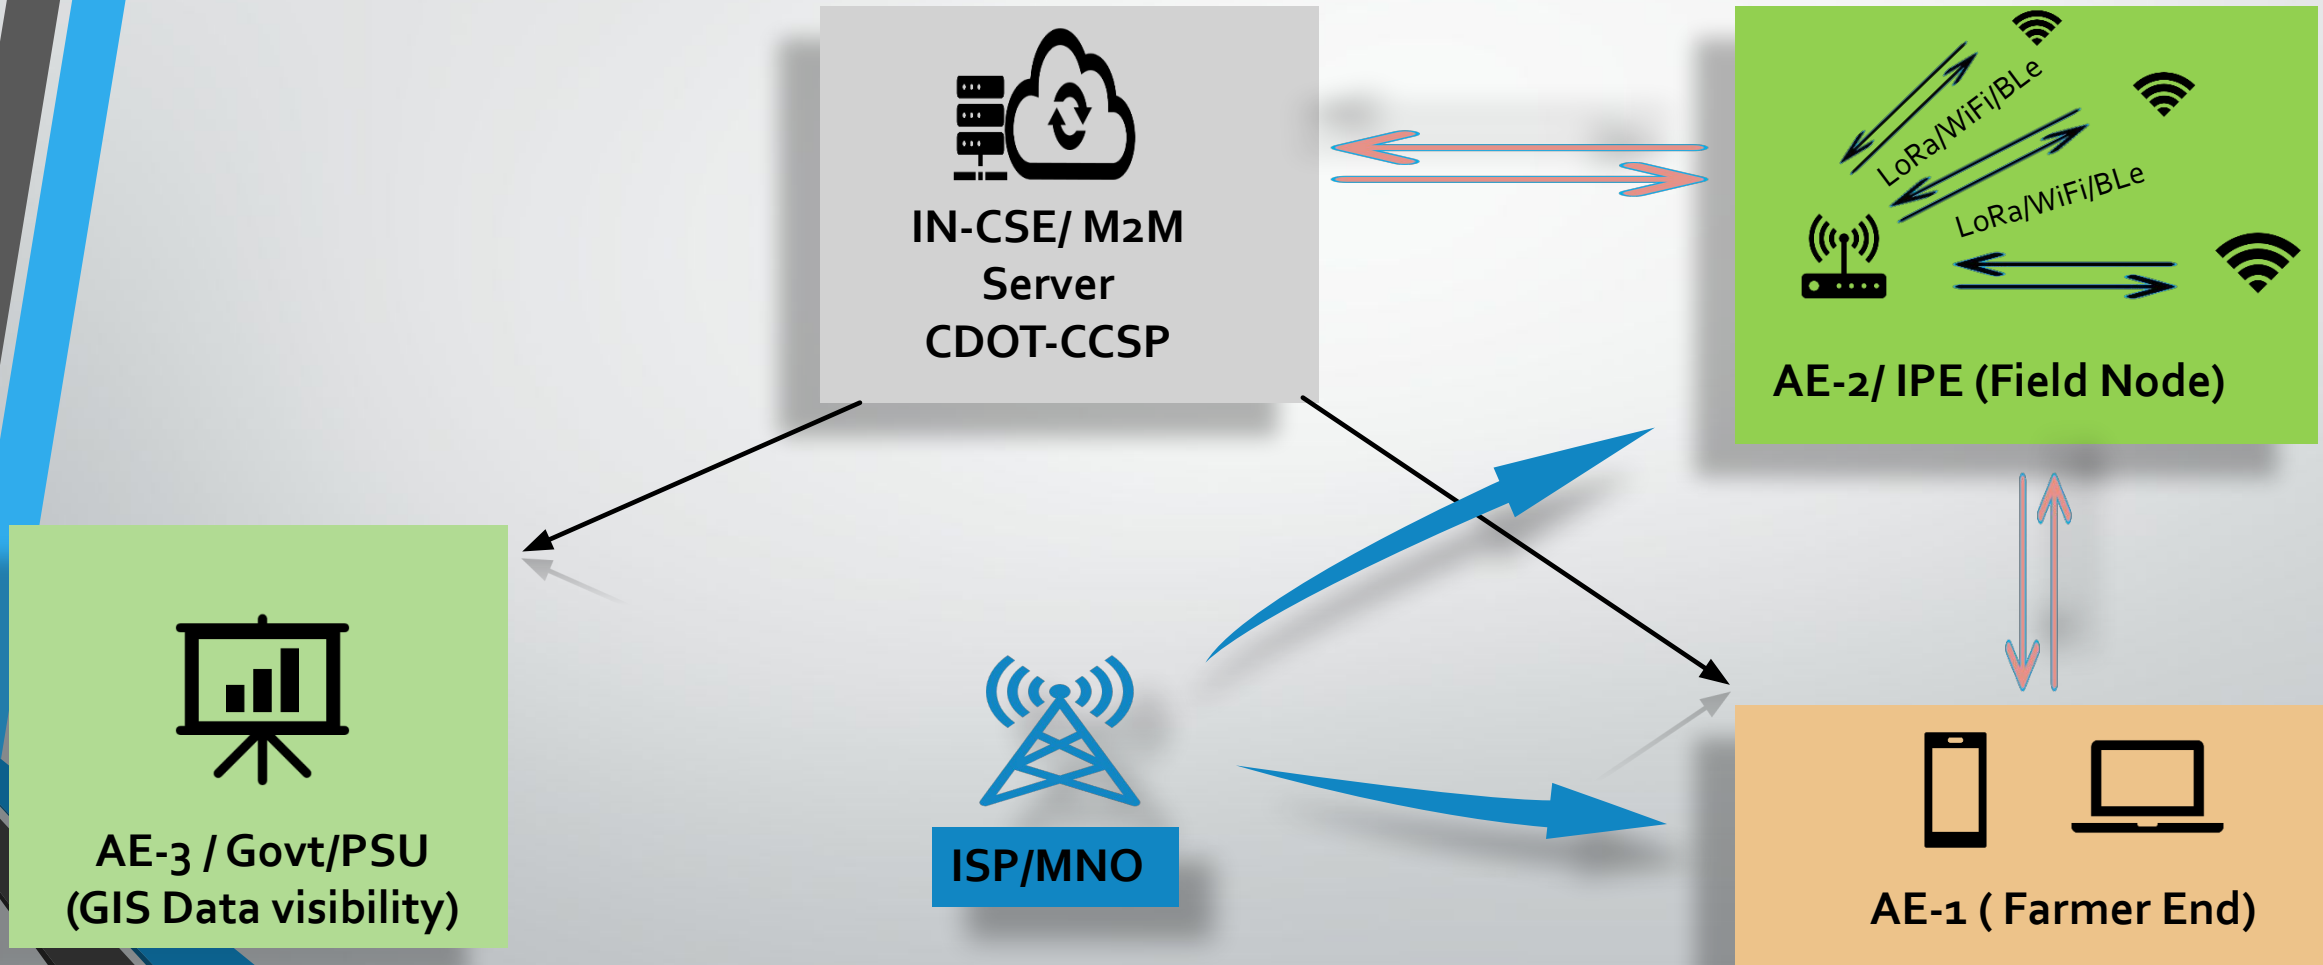 IN-CSE/ M2M
Server
CDOT-CCSP
LoRa/WiFi/BLe
LoRa/WiFi/BLe
AE-2/ IPE (Field Node)
AE-3 / Govt/PSU
(GIS Data visibility)
ISP/MNO
AE-1 ( Farmer End)